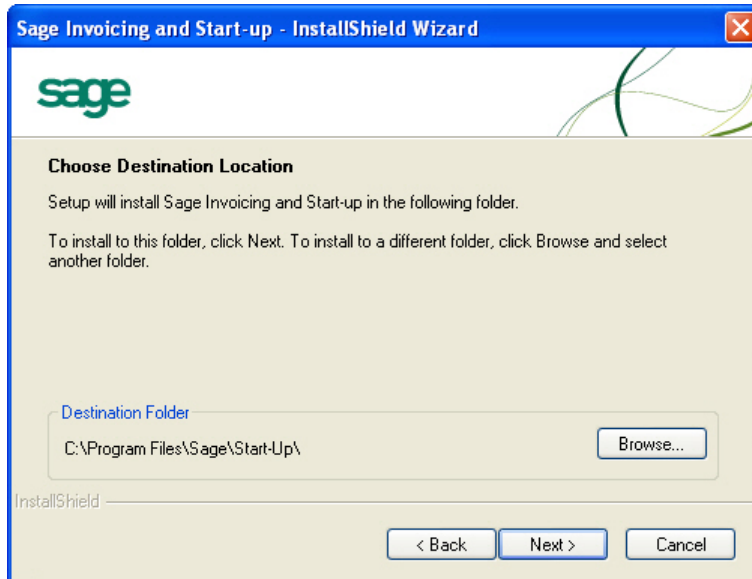 Sage Invoicing and Start-up - InstallShield Wizard
sage
Choose Destination Location
Setup will install Sage Invoicing and Start-up in the following folder.
To install to this folder, click Next. To install to a different folder, click Browse and select
another folder.
Destination Folder
C:\Program Files\Sage\Start-Up\
Browse...
InstallShield
< Back
Next >
Cancel